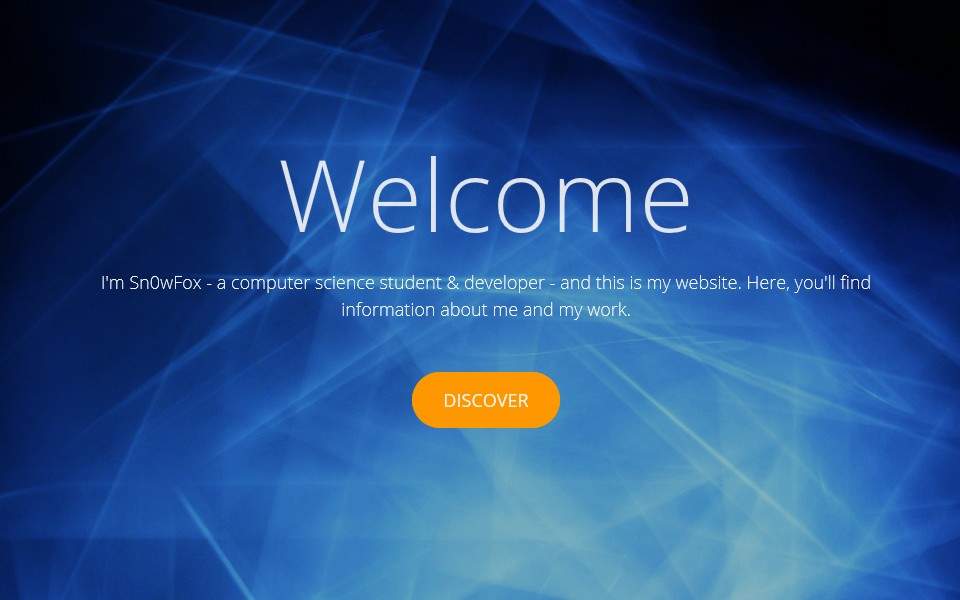 Welcome
I'm Sn0wFox - a computer science student & developer - and this is my website. Here, you'll find
information about me and my work.
DISCOVER